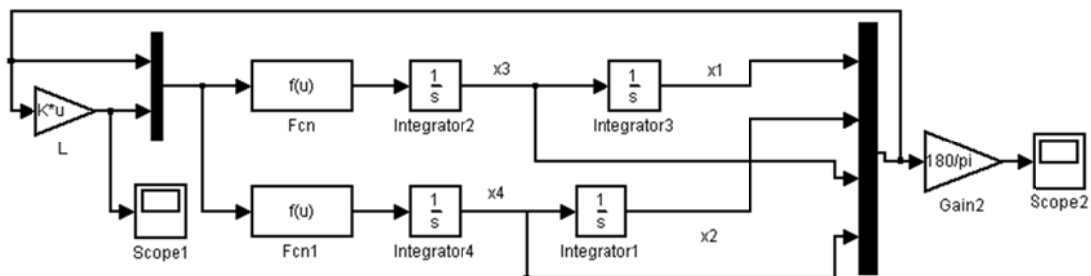 x3
x1
f(u)
1
s
1
s
K*u
Fcn
Integrator2
Integrator3
L
180/pi
x4
f(u)
1
s
1
s
Gain2
Scope2
Scope1
Fcn1
Integrator4
Integrator1
x2